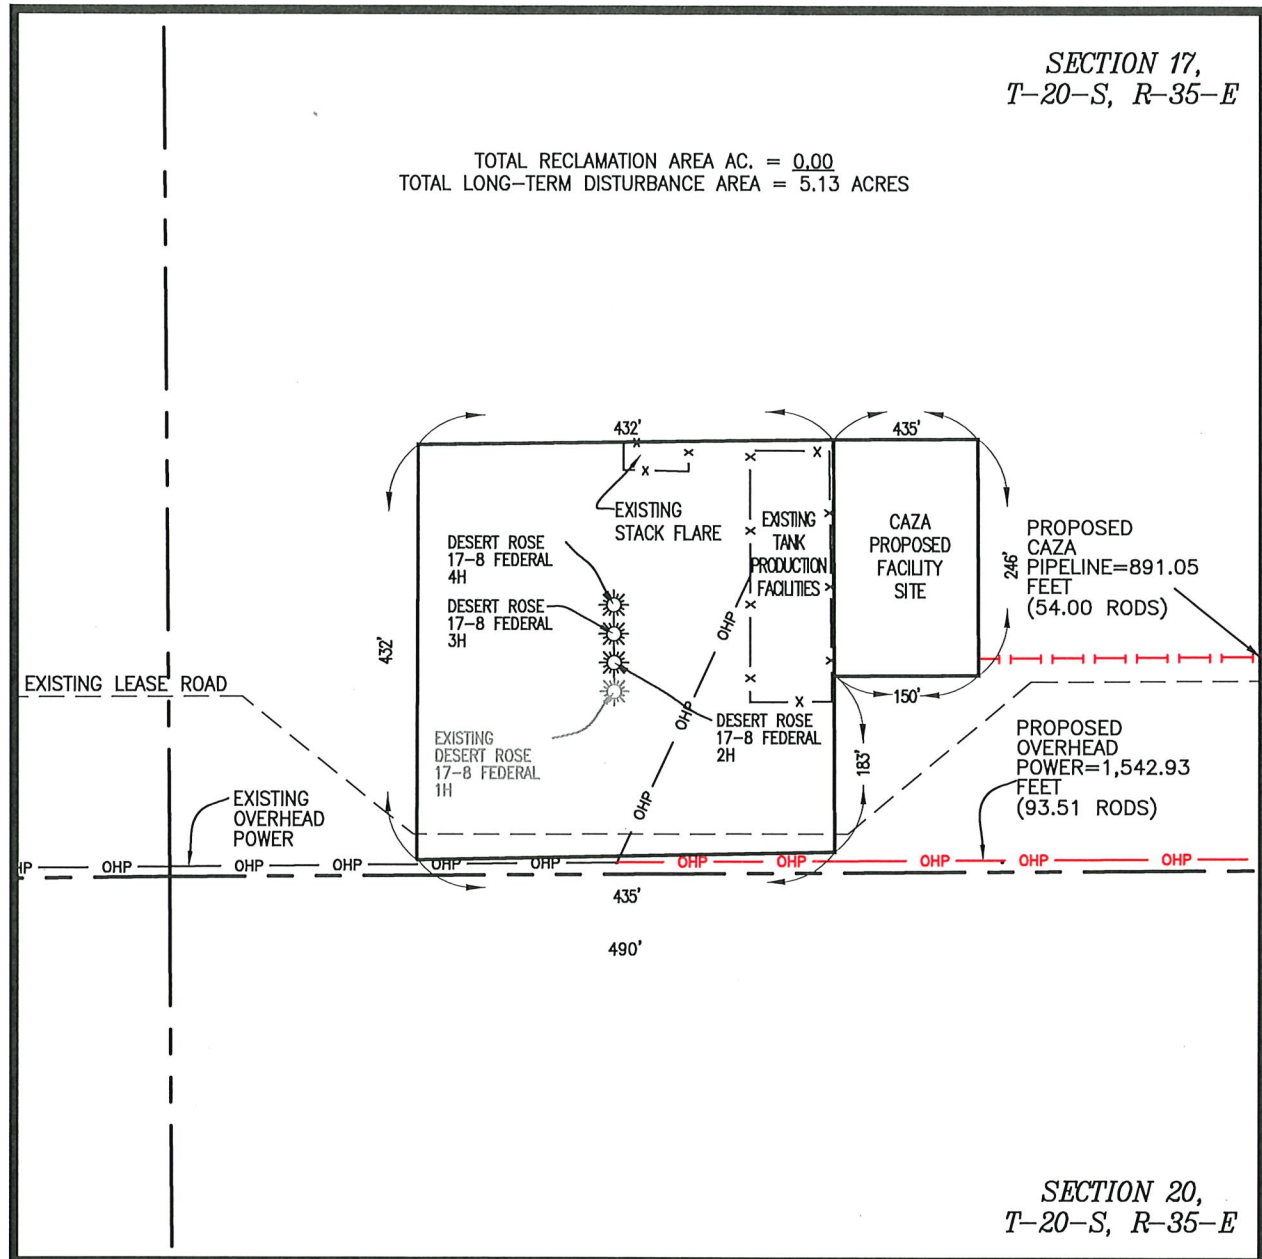 SECTION 17,
T-20-S, R-35-E
TOTAL RECLAMATION AREA AC. = 0.00
TOTAL LONG-TERM DISTURBANCE AREA = 5.13 ACRES
432'
435'
EXISTING
STACK FLARE
EXISTING
TANK
PRODUCTION
FACILITIES
CAZA
PROPOSED
FACILITY
SITE
246'
PROPOSED
CAZA
PIPELINE=891.05
FEET
(54.00 RODS)
DESERT ROSE
17-8 FEDERAL
4H
DESERT ROSE
17-8 FEDERAL
3H
432'
OHP
OHP
OHP
EXISTING LEASE ROAD
150'
DESERT ROSE
17-8 FEDERAL
2H
183'
EXISTING
DESERT ROSE
17-8 FEDERAL
1H
PROPOSED
OVERHEAD
POWER=1,542.93
FEET
(93.51 RODS)
EXISTING
OVERHEAD
POWER
HP OHP OHP OHP OHP OHP OHP OHP OHP OHP OHP
435'
490'
SECTION 20,
T-20-S, R-35-E